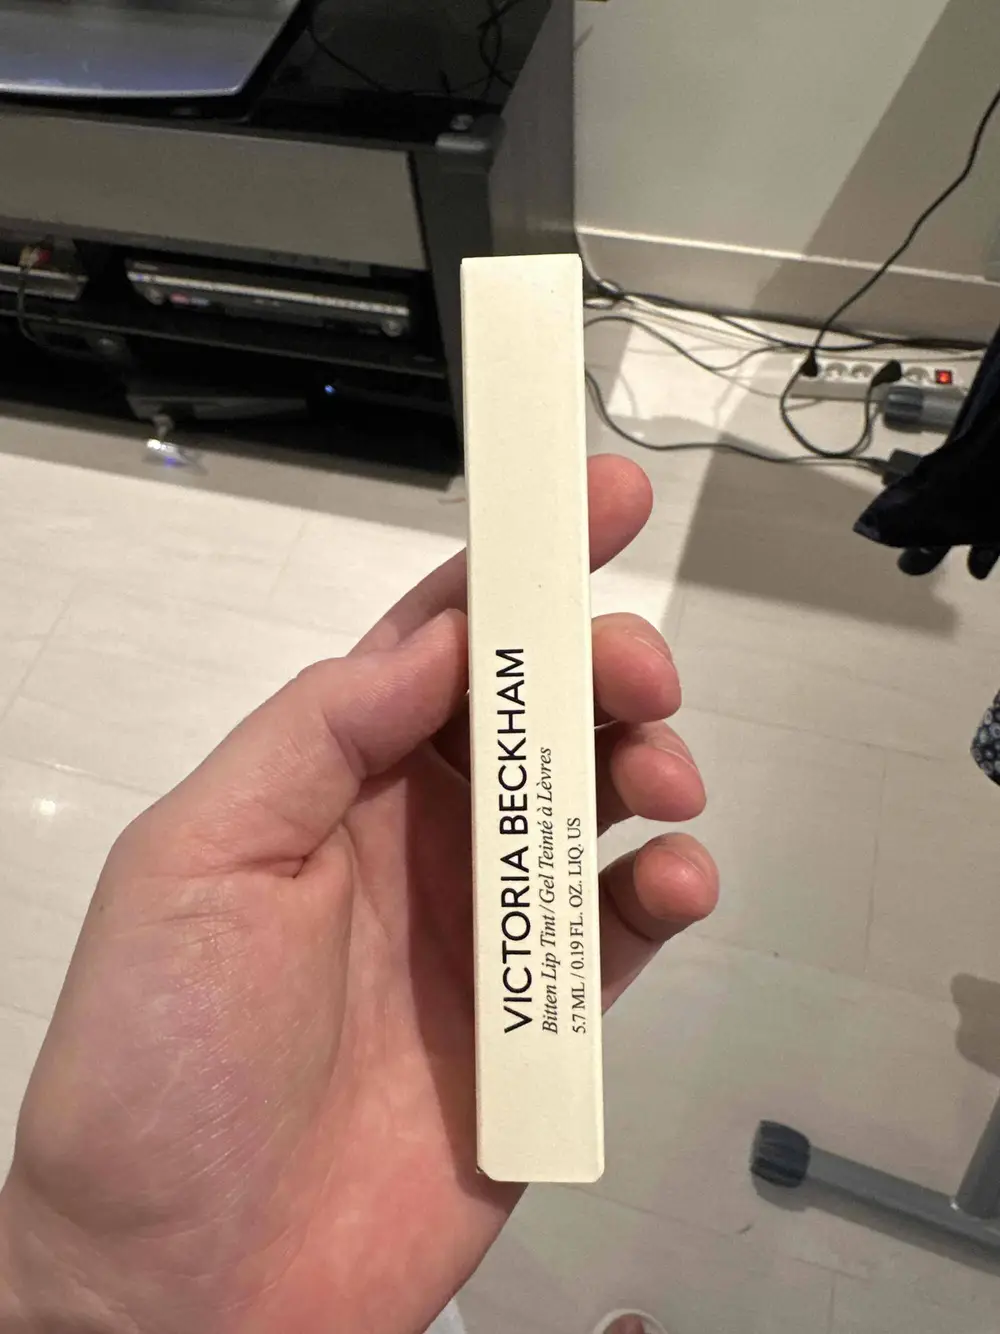 VICTORIA BECKHAM
Bitten Lip Tint / Gel Teinté à Lèvres
5.7 ML / 0.19 FL. OZ. LIQ. US